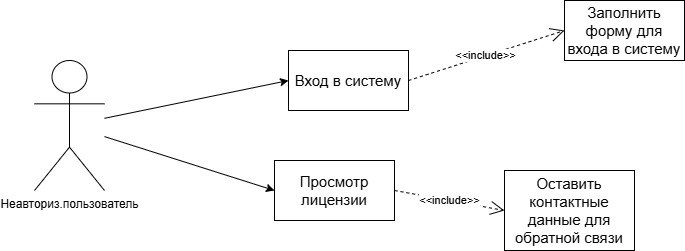 Заполнить
форму для
входа в систему
<<include>>
Вход в систему
Неавториз.пользователь
Просмотр
лицензии
<<include>>
Оставить
контактные
данные для
обратной связи